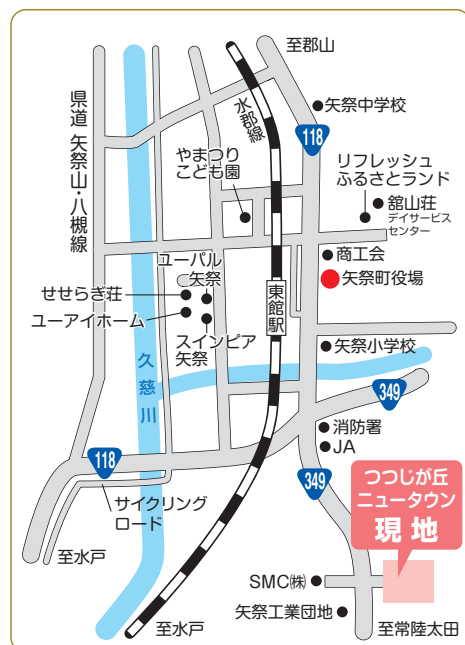 至郡山
水郡線
矢祭中学校
118
県道 矢祭山・八槻線
やまつり
こども園
リフレッシュ
ふるさとランド
舘山荘
デイサービス
センター
商工会
矢祭町役場
ユーパル
矢祭
せせらぎ荘
ユーアイホーム
スインピア
矢祭
東館駅
矢祭小学校
久慈川
349
消防署
JA
118
349
つつじが丘
ニュータウン
現地
サイクリング
ロード
至水戸
SMC㈱
矢祭工業団地
至水戸
至常陸太田